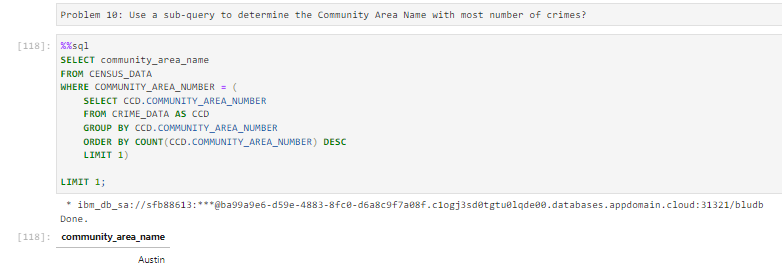 Problem 10: Use a sub-query to determine the Community Area Name with most number of crimes?
[118]: %%sql
SELECT community_area_name
FROM CENSUS_DATA
WHERE COMMUNITY_AREA_NUMBER = (
SELECT CCD.COMMUNITY_AREA_NUMBER
FROM CRIME_DATA AS CCD
GROUP BY CCD.COMMUNITY_AREA_NUMBER
ORDER BY COUNT(CCD.COMMUNITY_AREA_NUMBER) DESC
LIMIT 1)
LIMIT 1;
* ibm_db_sa://sfb88613:***@ba99a9e6-d59e-4883-8fc0-d6a8c9f7a08f.c1ogj3sd0tgtu0lqde00.databases.appdomain.cloud:31321/bludb
Done.
[118]: community_area_name
Austin